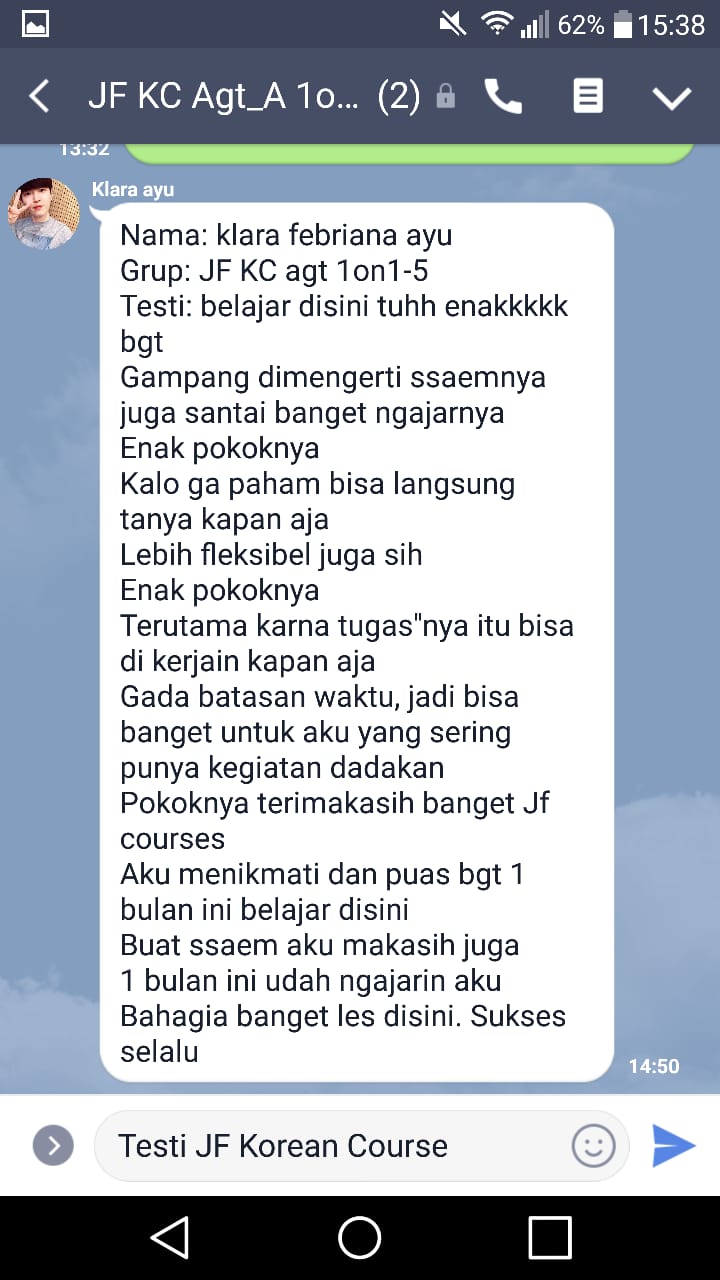 62% 15:38
JF KC Agt_A 1o... (2)
13:32
Klara ayu
Nama: klara febriana ayu
Grup: JF KC agt 1on1-5
Testi: belajar disini tuhh enakkkkk
bgt
Gampang dimengerti ssaemnya
juga santai banget ngajarnya
Enak pokoknya
Kalo ga paham bisa langsung
tanya kapan aja
Lebih fleksibel juga sih
Enak pokoknya
Terutama karna tugas"nya itu bisa
di kerjain kapan aja
Gada batasan waktu, jadi bisa
banget untuk aku yang sering
punya kegiatan dadakan
Pokoknya terimakasih banget Jf
courses
Aku menikmati dan puas bgt 1
bulan ini belajar disini
Buat ssaem aku makasih juga
1 bulan ini udah ngajarin aku
Bahagia banget les disini. Sukses
selalu
14:50
Testi JF Korean Course